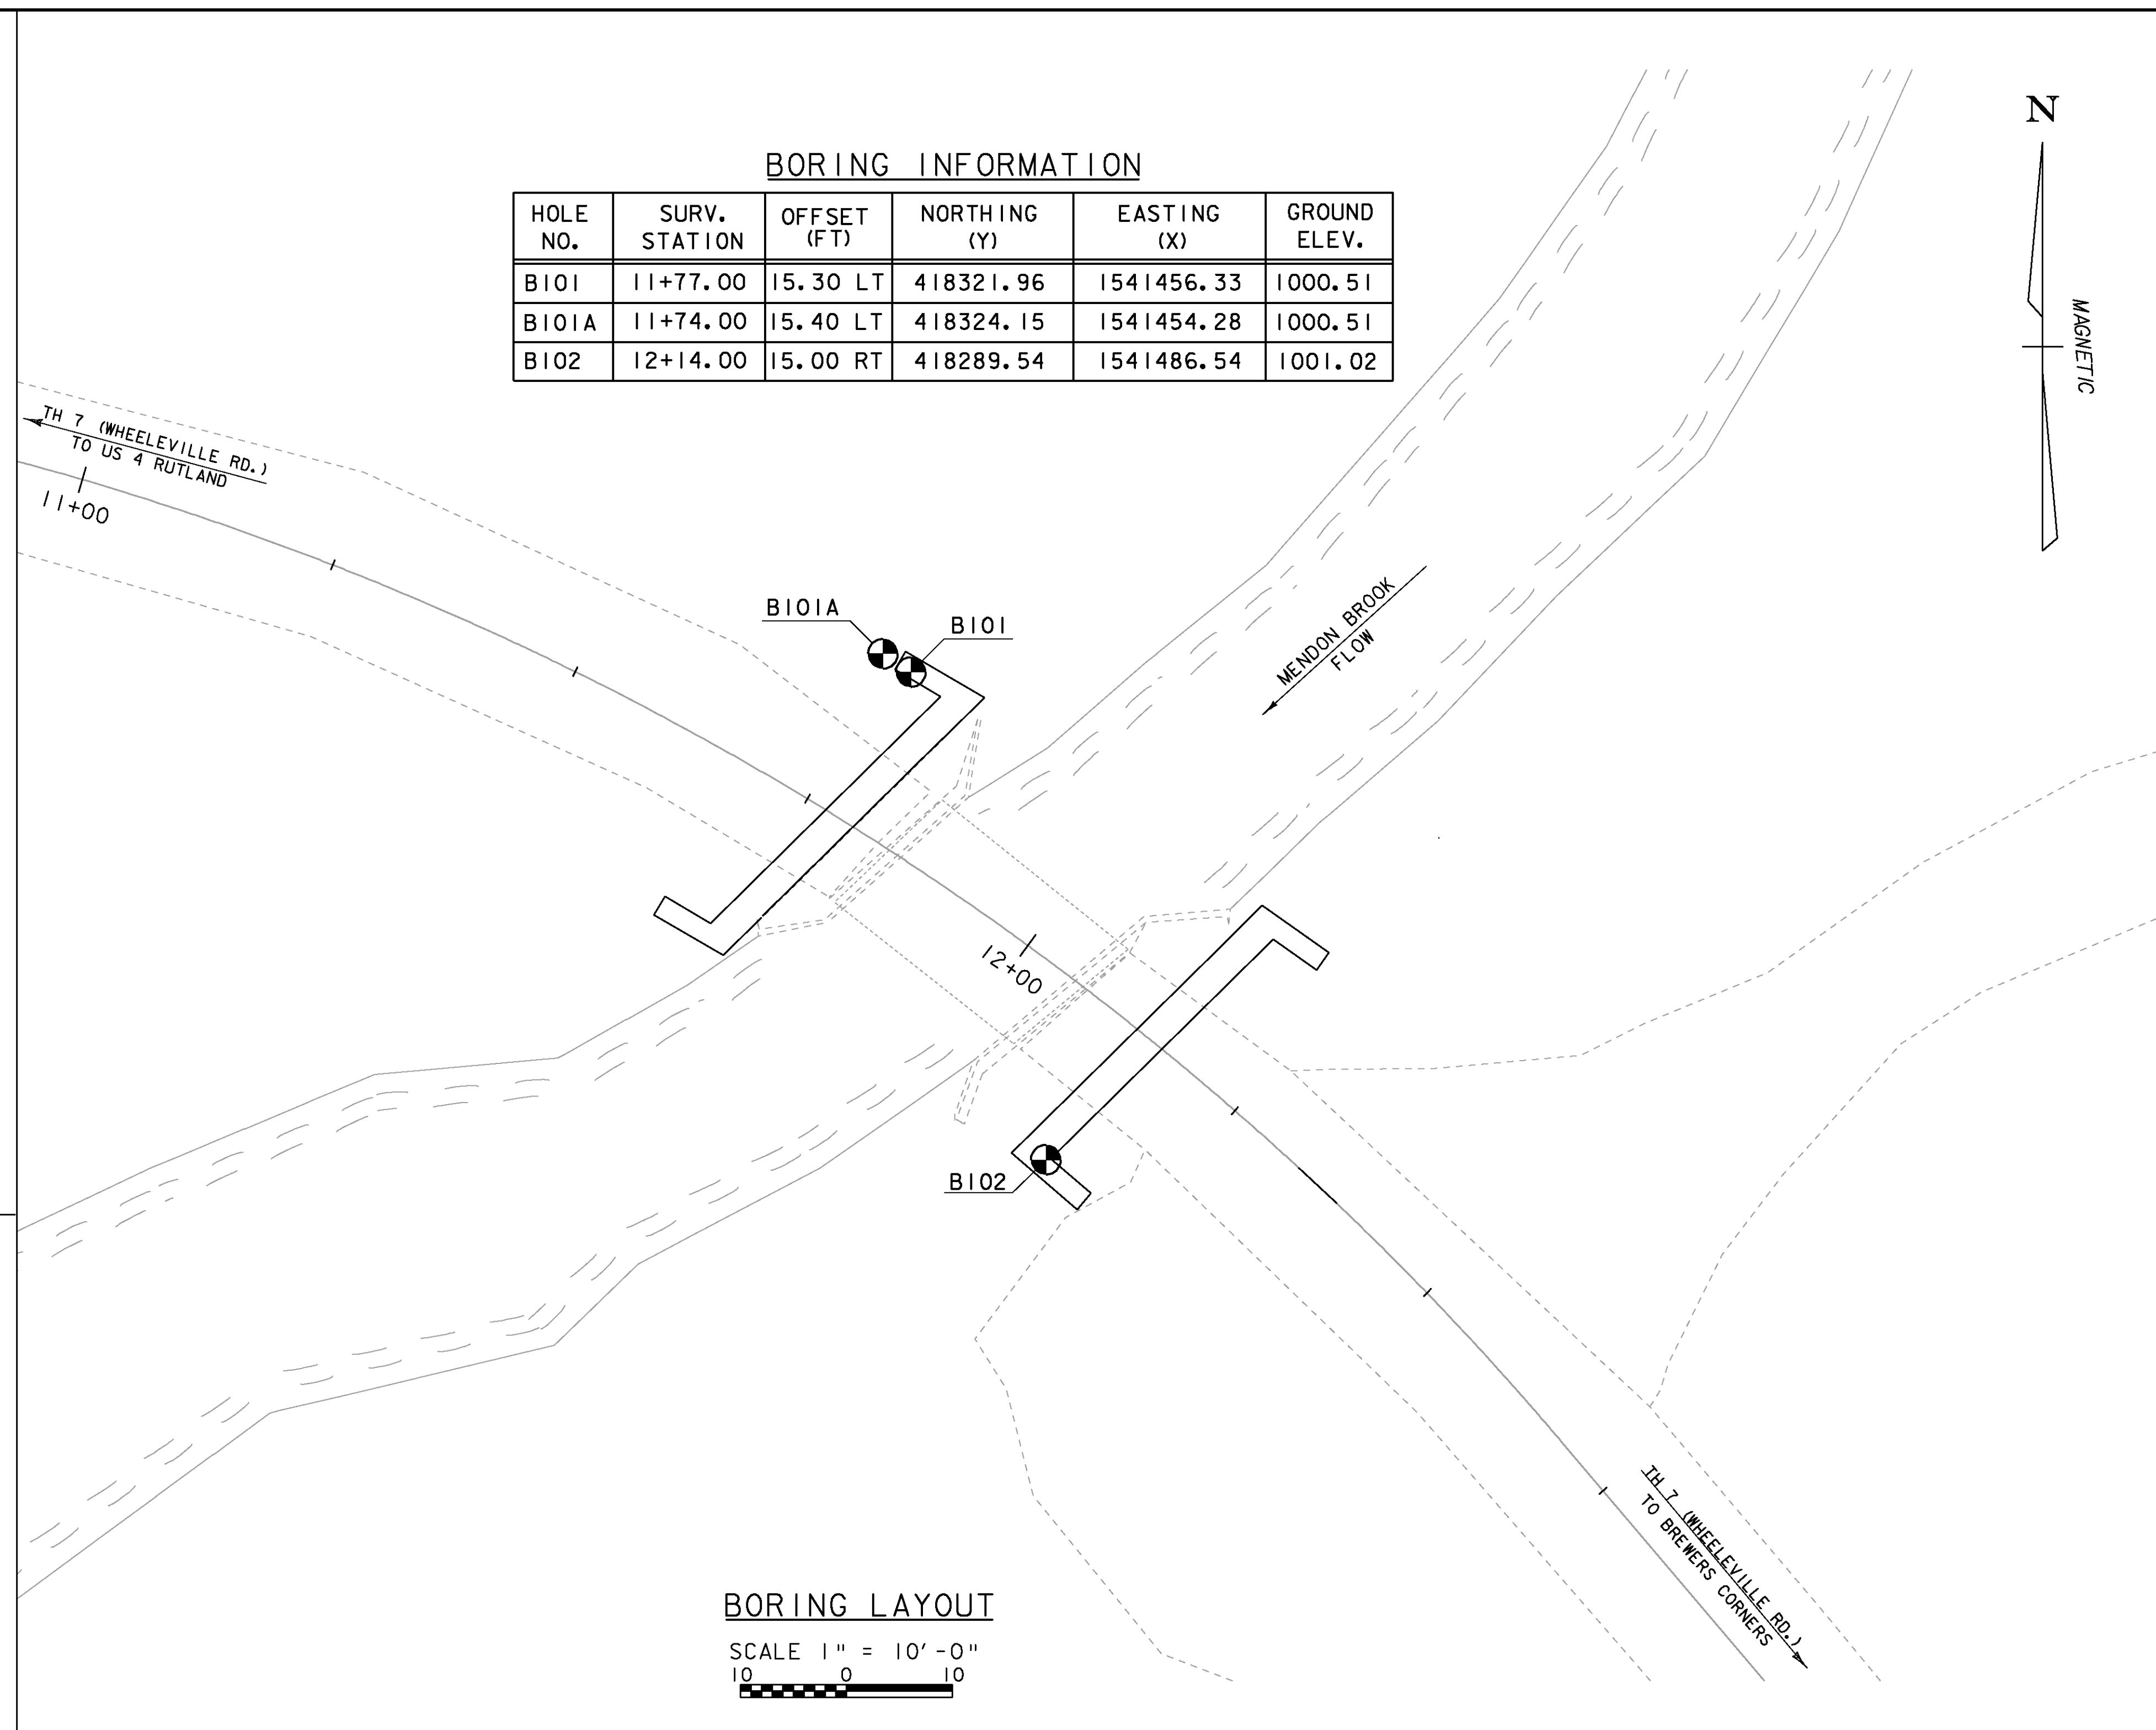 N
MAGNETIC
BORING INFORMATION
HOLE NO. SURV. STATION OFFSET (FT) NORTHING (Y) EASTING (X) GROUND ELEV.
B101 11+77.00 15.30 LT 418321.96 1541456.33 1000.51
B101A 11+74.00 15.40 LT 418324.15 1541454.28 1000.51
B102 12+14.00 15.00 RT 418289.54 1541486.54 1001.02
TH 7 (WHEELEVILLE RD.)
TO US 4 RUTLAND
11+00
B101A
B101
MENDON BROOK
FLOW
12+00
B102
TH 7 (WHEELEVILLE RD.)
TO BREWERS CORNERS
BORING LAYOUT
SCALE 1" = 10'-0"
10 0 10